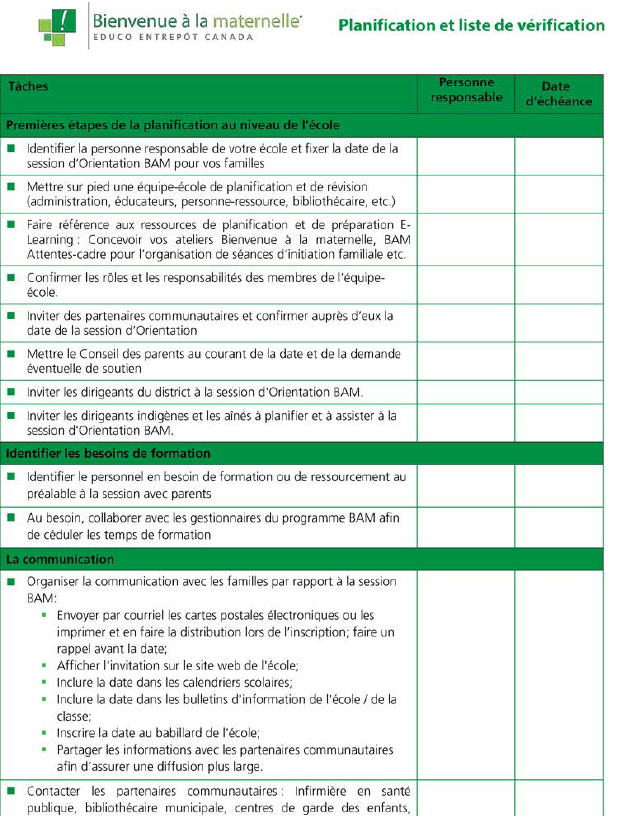 Bienvenue à la maternelle
EDUCO ENTREPÔT CANADA
Planification et liste de vérification
Tâches
Personne
responsable
Date
d'échéance
Premières étapes de la planification au niveau de l'école
Identifier la personne responsable de votre école et fixer la date de la
session d'Orientation BAM pour vos familles
Mettre sur pied une équipe-école de planification et de révision
(administration, éducateurs, personne-ressource, bibliothécaire, etc.)
Faire référence aux ressources de planification et de préparation E-
Learning : Concevoir vos ateliers Bienvenue à la maternelle, BAM
Attentes-cadre pour l'organisation de séances d'initiation familiale etc.
Confirmer les rôles et les responsabilités des membres de l'équipe-
école.
Inviter des partenaires communautaires et confirmer auprès d'eux la
date de la session d'Orientation
Mettre le Conseil des parents au courant de la date et de la demande
éventuelle de soutien
Inviter les dirigeants du district à la session d'Orientation BAM.
Inviter les dirigeants indigènes et les aînés à planifier et à assister à la
session d'Orientation BAM.
Identifier les besoins de formation
Identifier le personnel en besoin de formation ou de ressourcement au
préalable à la session avec parents
Au besoin, collaborer avec les gestionnaires du programme BAM afin
de céduler les temps de formation
La communication
Organiser la communication avec les familles par rapport à la session
BAM:
Envoyer par courriel les cartes postales électroniques ou les
imprimer et en faire la distribution lors de l'inscription; faire un
rappel avant la date;
Afficher l'invitation sur le site web de l'école;
Inclure la date dans les calendriers scolaires;
Inclure la date dans les bulletins d'information de l'école / de la
classe;
Inscrire la date au babillard de l'école;
Partager les informations avec les partenaires communautaires
afin d'assurer une diffusion plus large.
Contacter les partenaires communautaires : Infirmière en santé
publique, bibliothécaire municipale, centres de garde des enfants,